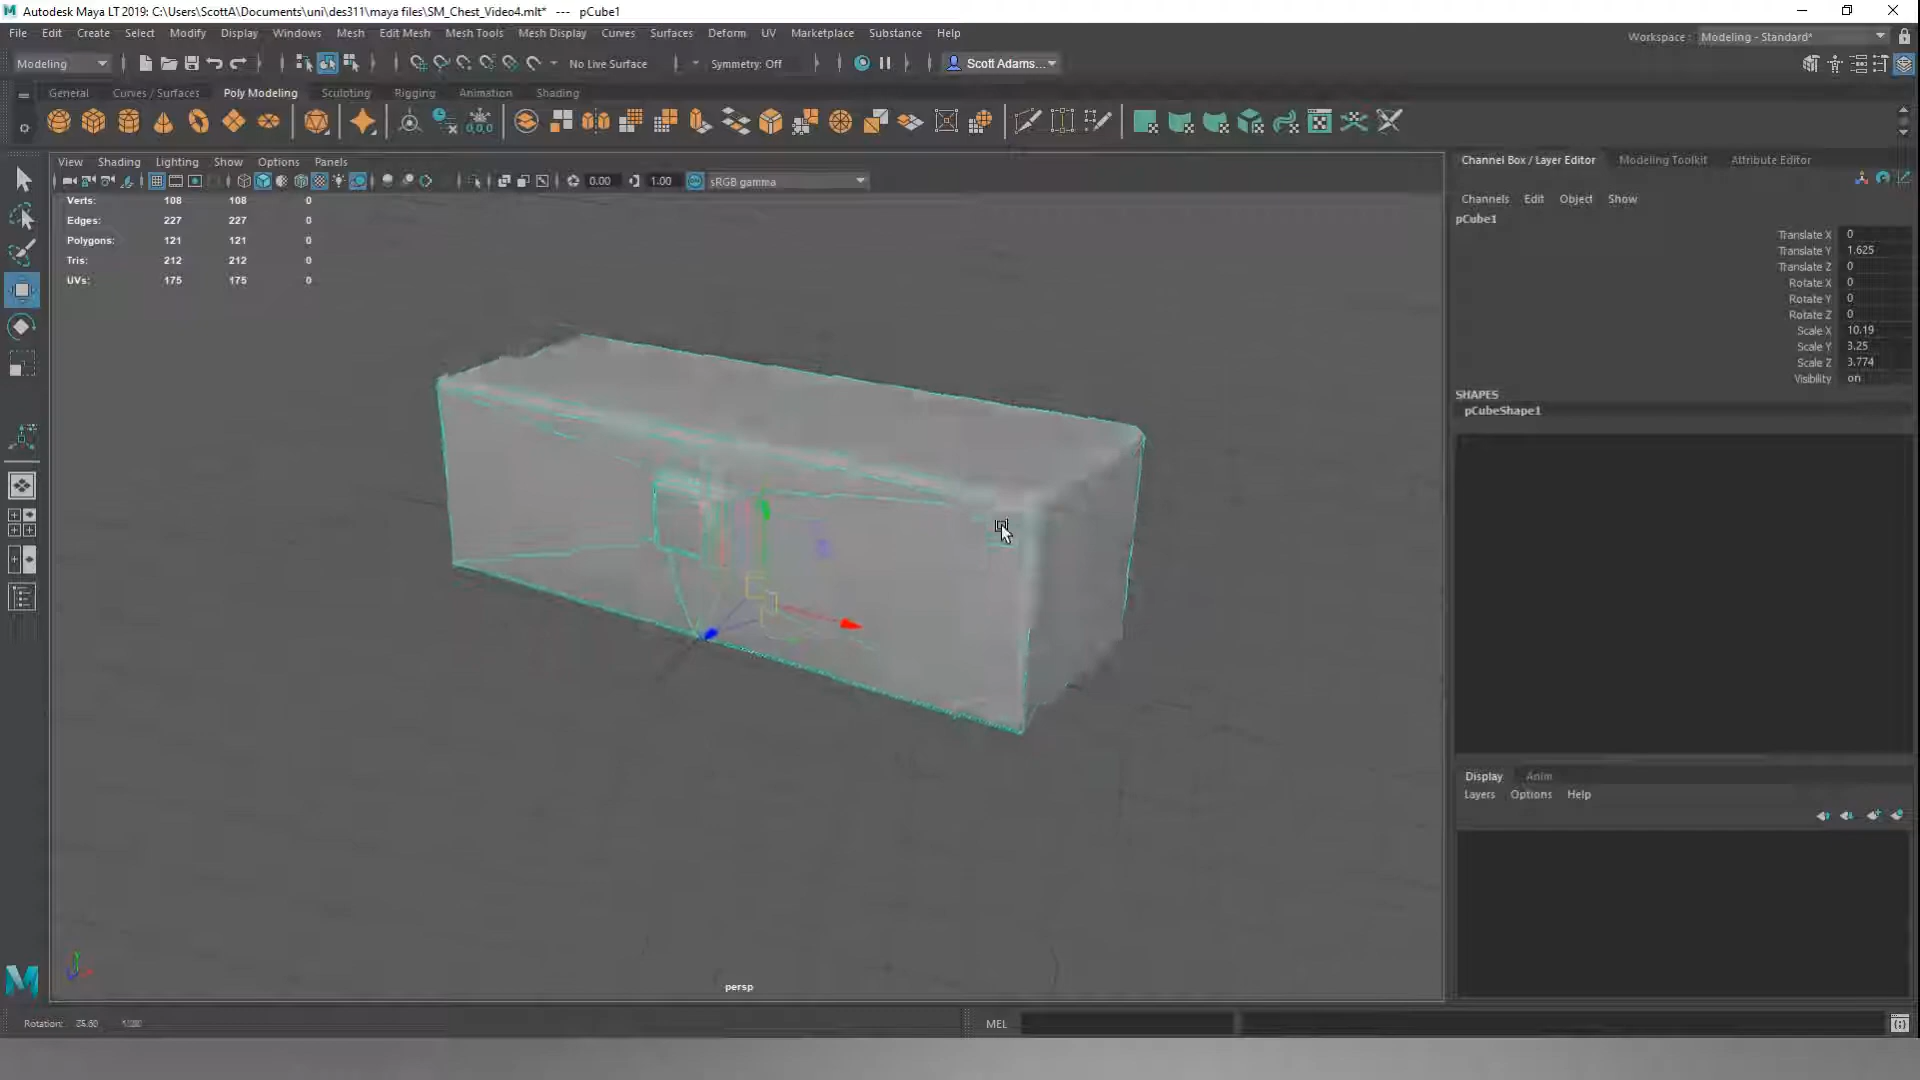 Autodesk Maya LT 2019: C:\Users\ScottA\Documents\uni\des311\maya files\SM_Chest_Video4.mlt* --- pCube1
File Edit Create Select Modify Display Windows Mesh Edit Mesh Mesh Tools Mesh Display Curves Surfaces Deform UV Marketplace Substance Help
Workspace : Modeling - Standard*
Modeling No Live Surface Symmetry: Off Scott Adams...
General Curves / Surfaces Poly Modeling Sculpting Rigging Animation Shading
0,0,0
View Shading Lighting Show Options Panels
0.00 1.00 sRGB gamma
Verts: 108 108 0
Edges: 227 227 0
Polygons: 121 121 0
Tris: 212 212 0
UVs: 175 175 0
persp
Channel Box / Layer Editor Modeling Toolkit Attribute Editor
Channels Edit Object Show
pCube1
Translate X 0
Translate Y 1.625
Translate Z 0
Rotate X 0
Rotate Y 0
Rotate Z 0
Scale X 10.19
Scale Y 3.25
Scale Z 3.774
Visibility on
SHAPES
pCubeShape1
Display Anim
Layers Options Help
Rotation:
MEL